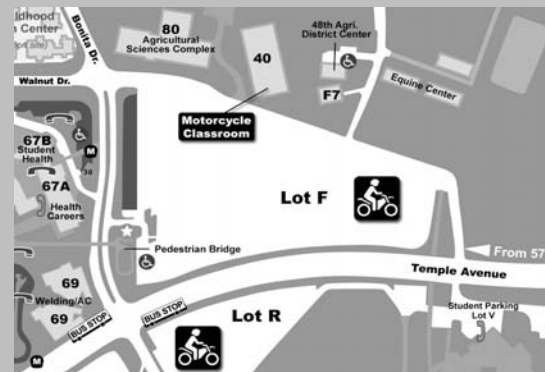 80
Agricultural
Sciences Complex
48th Agri.
District Center
40
Bonita Dr.
Center
Walnut Dr.
F7
Equine Center
Motorcycle
Classroom
67B
Student
Health
M
38
67A
Health
Careers
Lot F
Pedestrian Bridge
From 57
Temple Avenue
69
Welding/AC
69
BUS STOP
BUS STOP
Lot R
Student Parking
Lot V
M